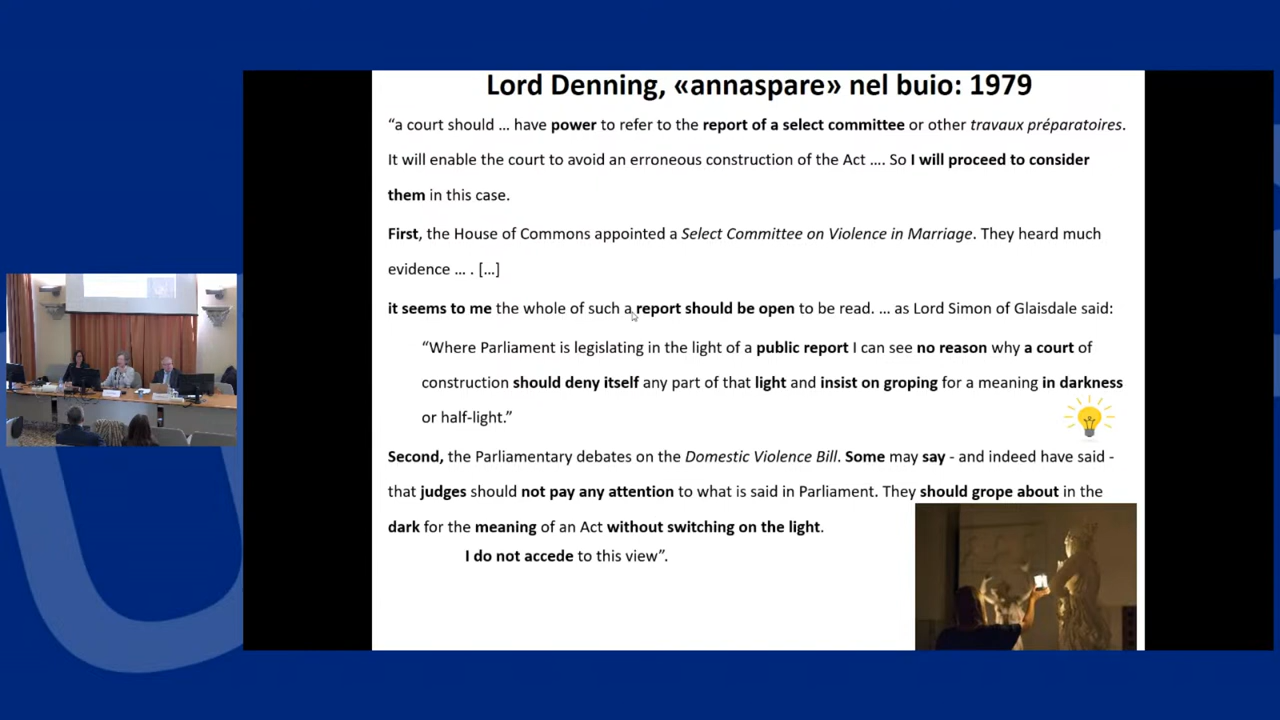 Lord Denning, «annaspare» nel buio: 1979
“a court should … have power to refer to the report of a select committee or other travaux préparatoires.
It will enable the court to avoid an erroneous construction of the Act …. So I will proceed to consider
them in this case.
First, the House of Commons appointed a Select Committee on Violence in Marriage. They heard much
evidence … . […]
it seems to me the whole of such a report should be open to be read. … as Lord Simon of Glaisdale said:
“Where Parliament is legislating in the light of a public report I can see no reason why a court of
construction should deny itself any part of that light and insist on groping for a meaning in darkness
or half-light.”
Second, the Parliamentary debates on the Domestic Violence Bill. Some may say - and indeed have said -
that judges should not pay any attention to what is said in Parliament. They should grope about in the
dark for the meaning of an Act without switching on the light.
I do not accede to this view”.